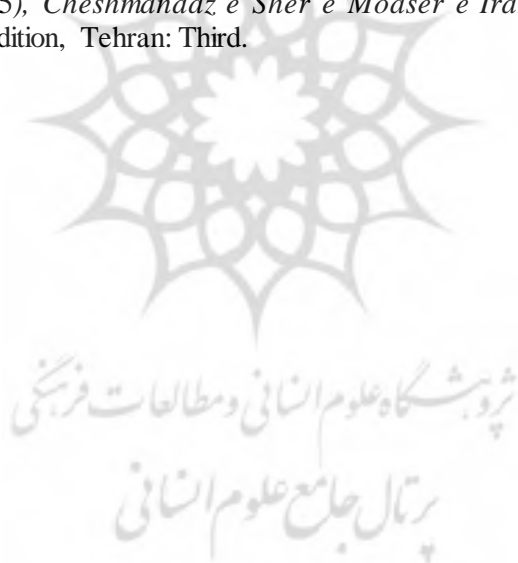 5), Cheshmandaz e Sher e Moaser e Ira
dition, Tehran: Third.
پژوهشگاه علوم انسانی و مطالعات فرهنگی
پرتال جامع علوم انسانی